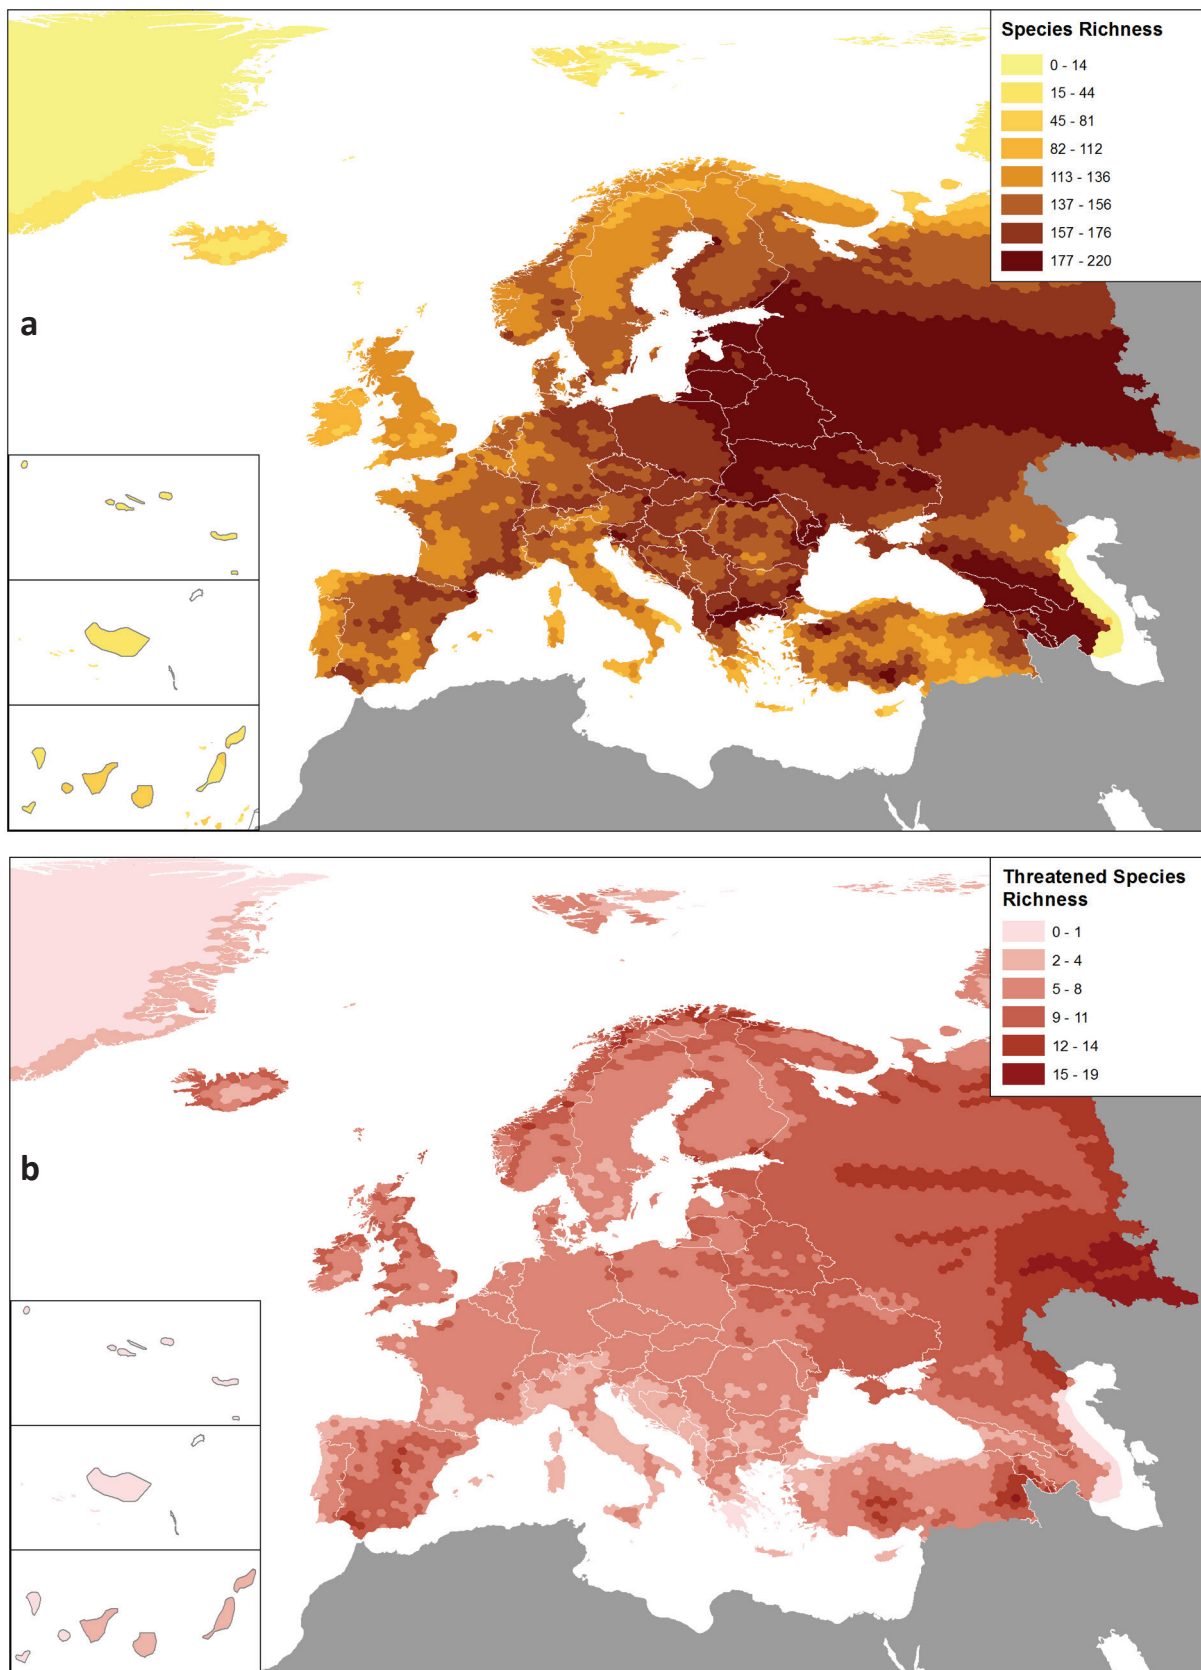 Species Richness
0 - 14
15 - 44
45 - 81
82 - 112
113 - 136
137 - 156
157 - 176
177 - 220
a
Threatened Species
Richness
0 - 1
2 - 4
5 - 8
9 - 11
12 - 14
15 - 19
b